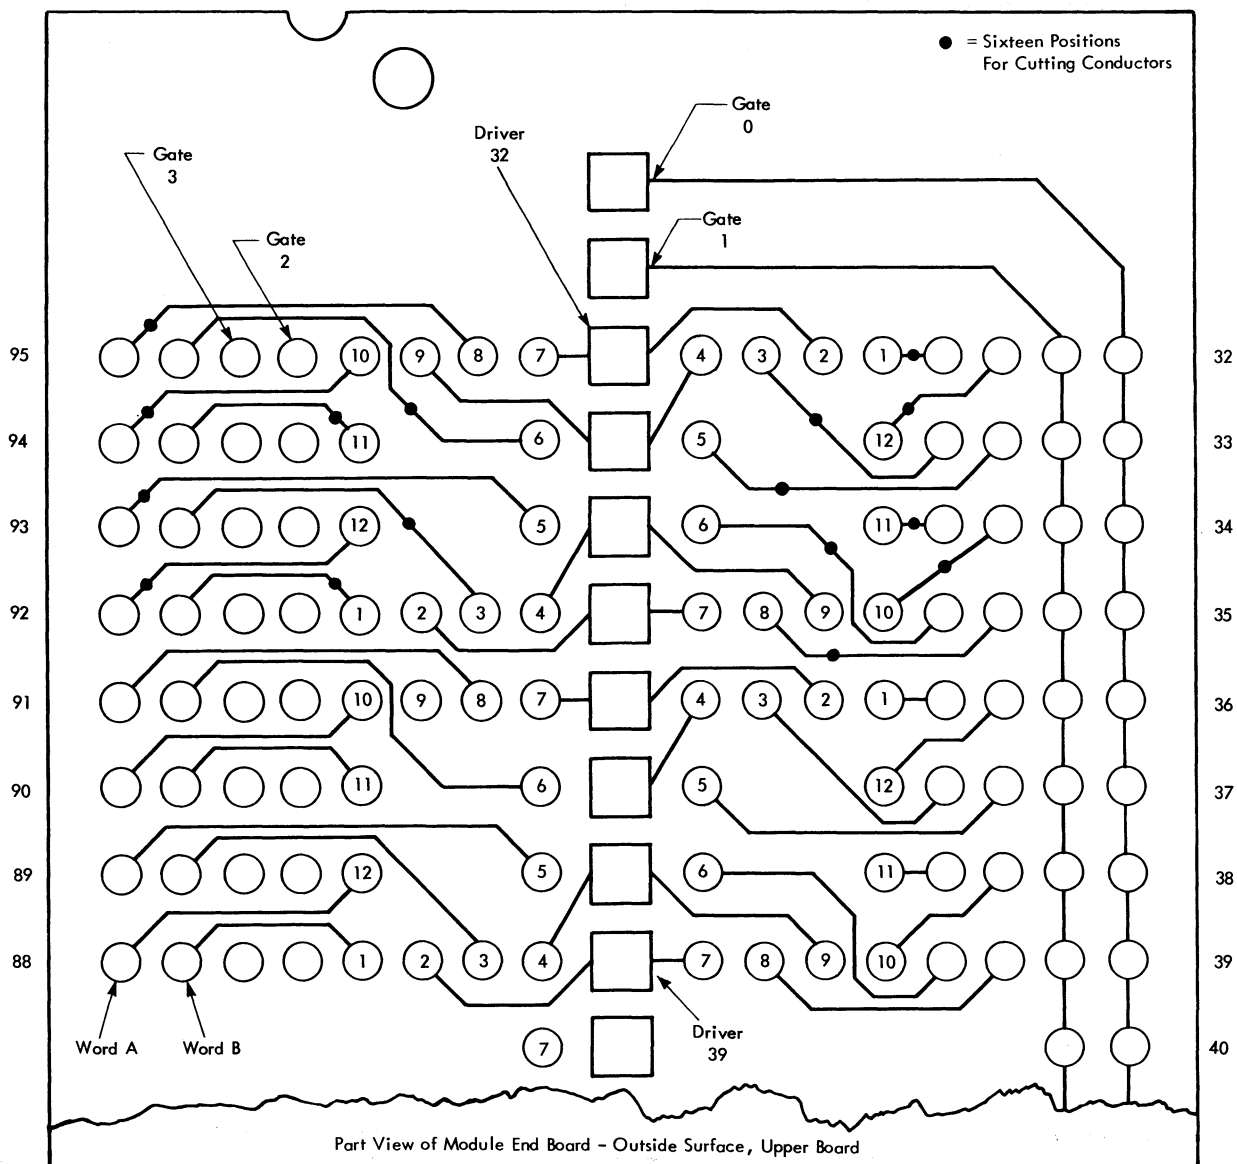 ● = Sixteen Positions
For Cutting Conductors
Gate
0
Driver
32
Gate
3
Gate
1
Gate
2
95 10 9 8 7 4 3 2 1 32
94 11 6 5 12 33
93 12 5 6 11 34
92 1 2 3 4 7 8 9 10 35
91 10 9 8 7 4 3 2 1 36
90 11 6 5 12 37
89 12 5 6 11 38
88 1 2 3 4 7 8 9 10 39
Word A Word B 7 Driver
39
40
Part View of Module End Board - Outside Surface, Upper Board